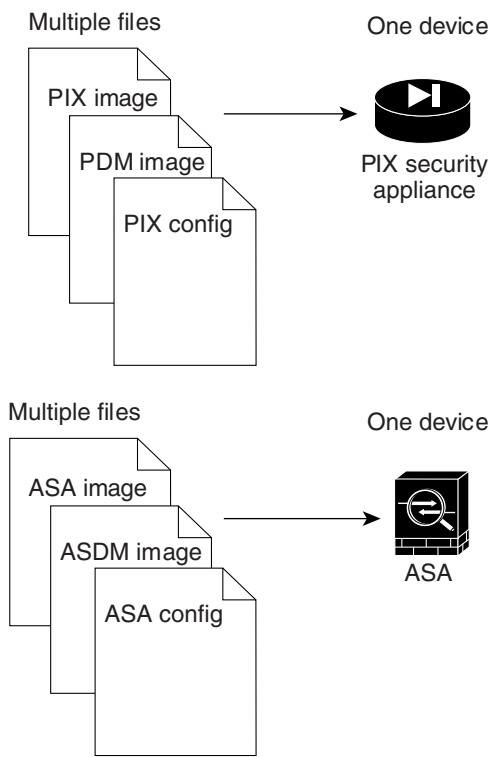 Multiple files
One device
PIX image
PDM image
PIX config
PIX security
appliance
Multiple files
One device
ASA image
ASDM image
ASA config
ASA